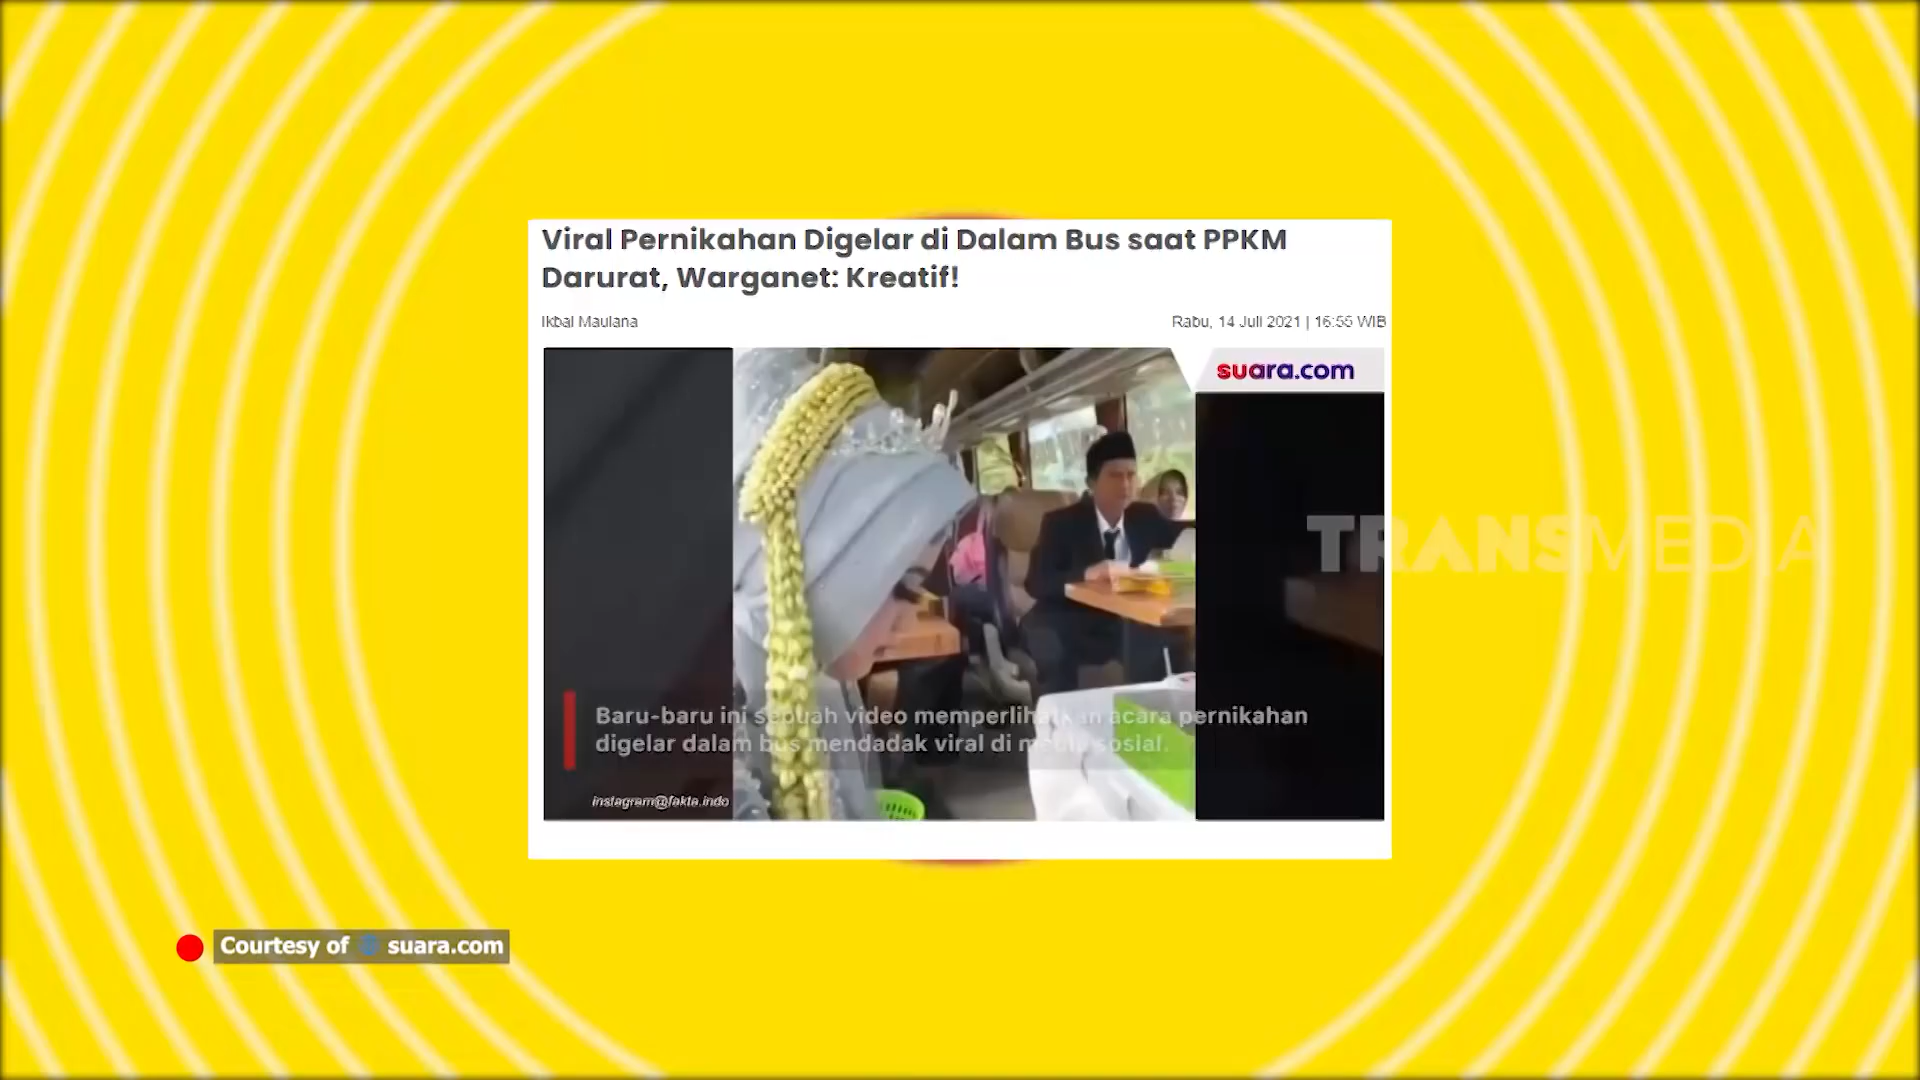 Viral Pernikahan Digelar di Dalam Bus saat PPKM
Darurat, Warganet: Kreatif!
Ikbal Maulana
Rabu, 14 Juli 2021 | 16:55 WIB
suara.com
TRANSMEDIA
Baru-baru ini sebuah video memperlihatkan acara pernikahan
digelar dalam bus mendadak viral di media sosial.
instagram@fakta.indo
Courtesy of suara.com